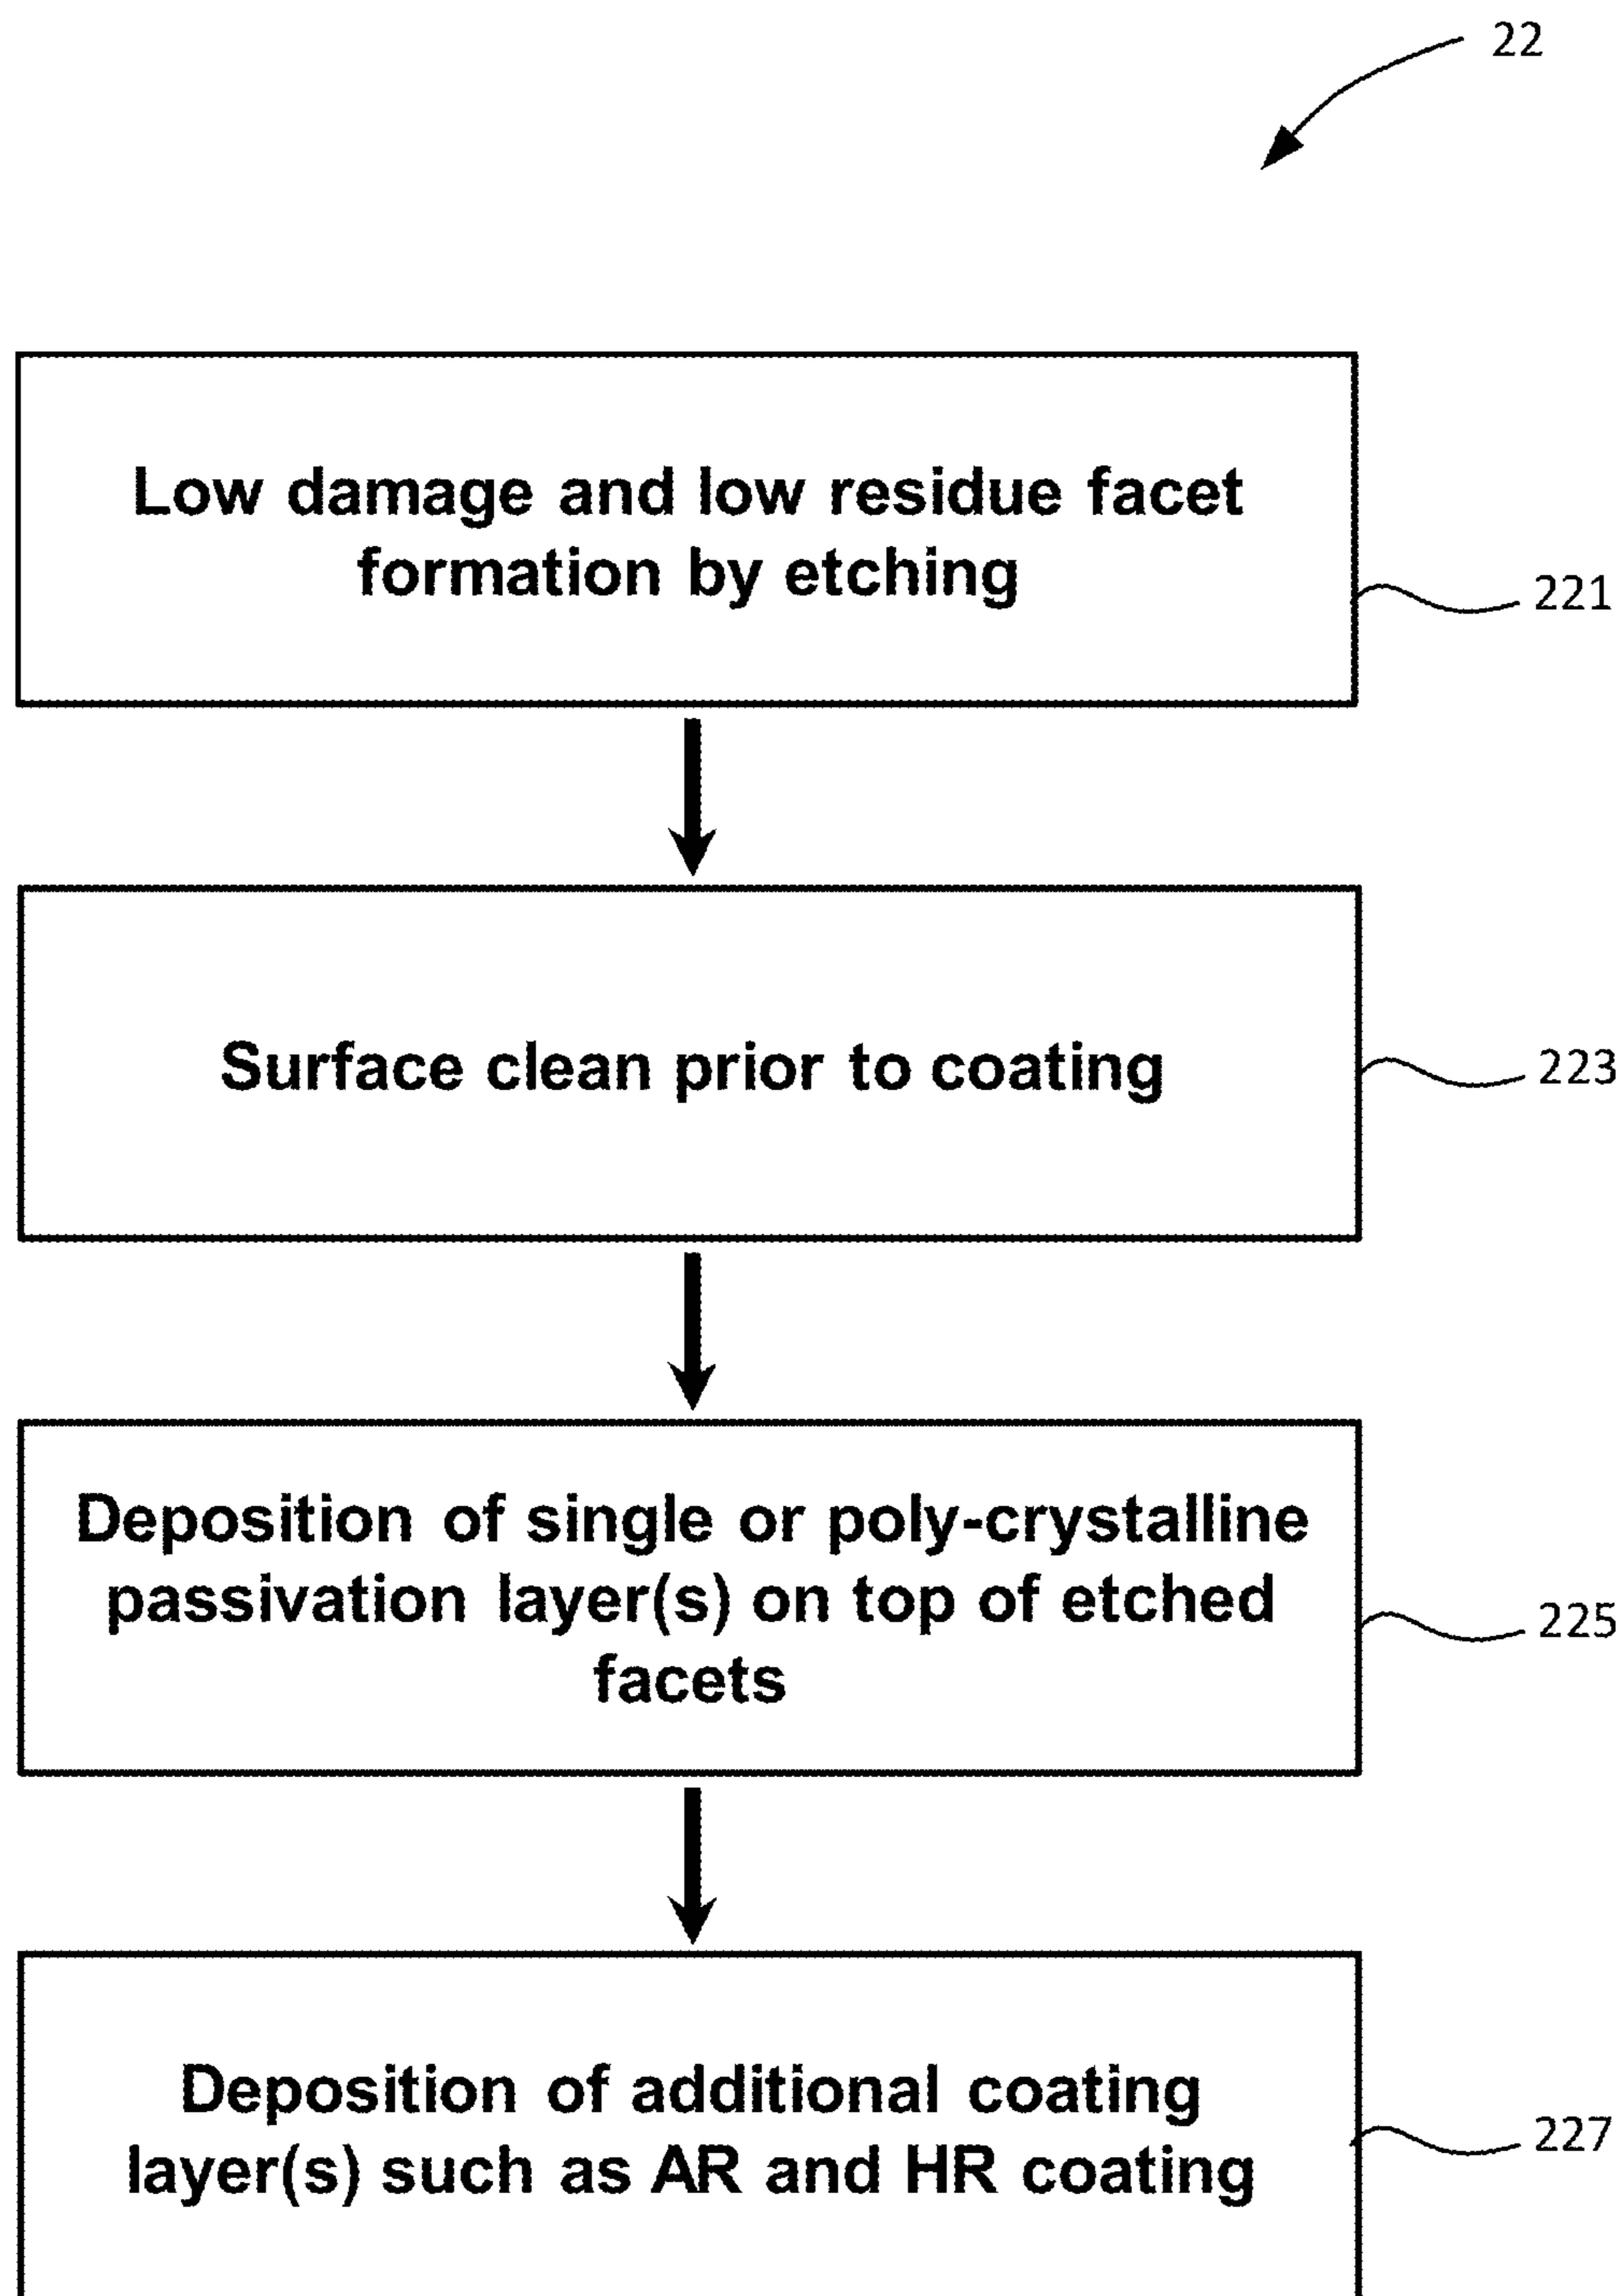 22
Low damage and low residue facet
formation by etching
221
Surface clean prior to coating
223
Deposition of single or poly-crystalline
passivation layer(s) on top of etched
facets
225
Deposition of additional coating
layer(s) such as AR and HR coating
227